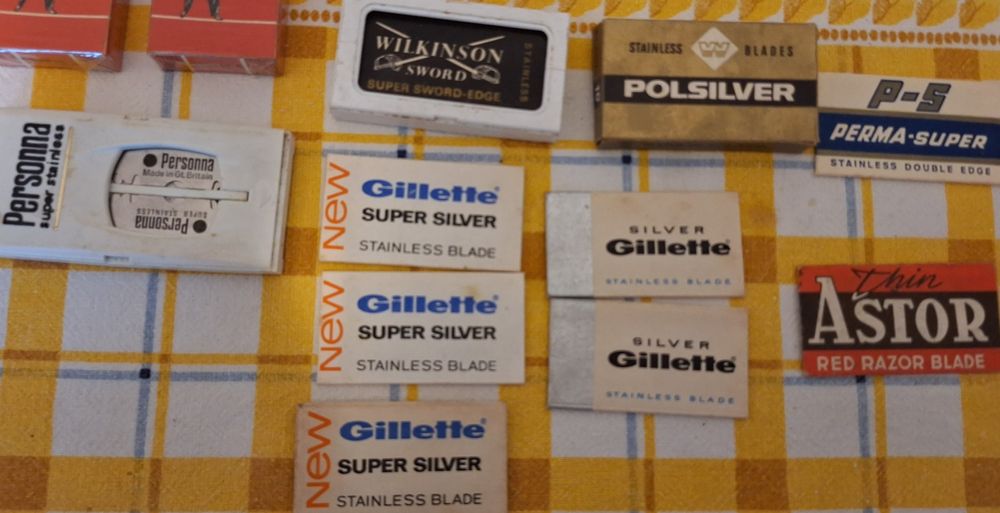 WILKINSON
SWORD
SUPER SWORD-EDGE
STAINLESS
STAINLESS W BLADES
POLSILVER
10
P-S
PERMA-SUPER
STAINLESS DOUBLE EDGE
Personna
super stainless
Personna
Made in Gt. Britain
SUPER STAINLESS
Personna
NEW
Gillette®
SUPER SILVER
STAINLESS BLADE
SILVER
Gillette®
STAINLESS BLADE
thin
ASTOR
RED RAZOR BLADE
NEW
Gillette®
SUPER SILVER
STAINLESS BLADE
SILVER
Gillette®
STAINLESS BLADE
NEW
Gillette®
SUPER SILVER
STAINLESS BLADE